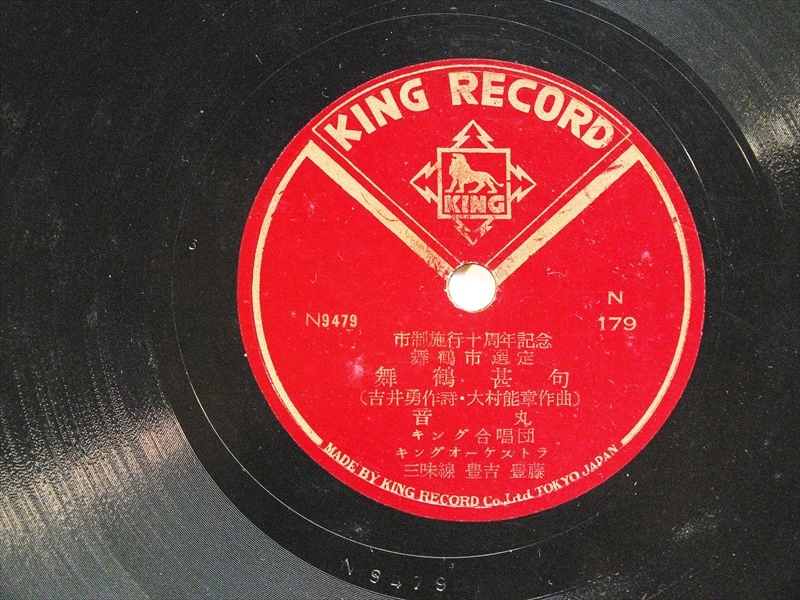 KING RECORD
KING
N9479
N
179
市制施行十周年記念
舞鶴市選定
舞鶴甚句
(吉井勇作詩・大村能章作曲)
音丸
キング合唱団
キングオーケストラ
三味線 豊吉 豊藤
MADE BY KING RECORD Co., Ltd. TOKYO JAPAN
N9479